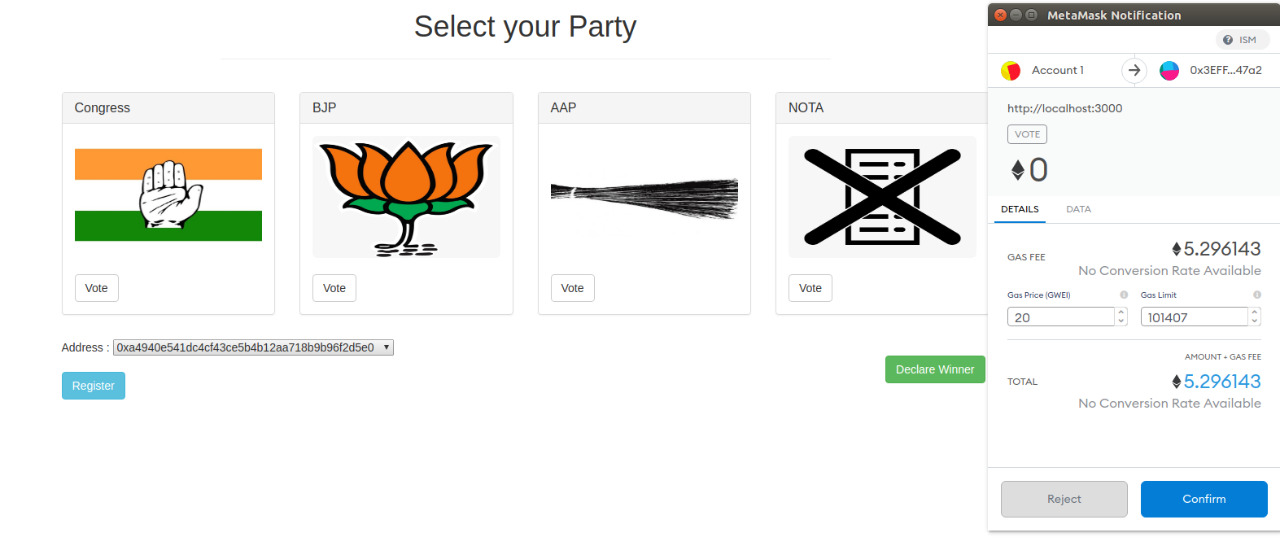 Select your Party
Congress
BJP
AAP
NOTA
Vote
Vote
Vote
Vote
Address : 0xa4940e541dc4cf43ce5b4b12aa718b9b96f2d5e0
Register
Declare Winner
MetaMask Notification
? ISM
Account 1
0x3EFF...47a2
http://localhost:3000
VOTE
0
DETAILS
DATA
GAS FEE
5.296143
No Conversion Rate Available
Gas Price (GWEI)
Gas Limit
20
101407
AMOUNT + GAS FEE
TOTAL
5.296143
No Conversion Rate Available
Reject
Confirm